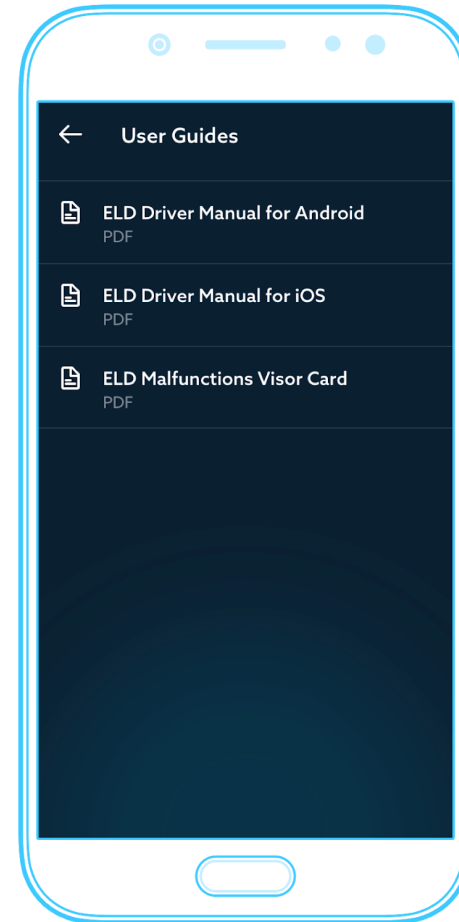 User Guides
ELD Driver Manual for Android
PDF
ELD Driver Manual for iOS
PDF
ELD Malfunctions Visor Card
PDF